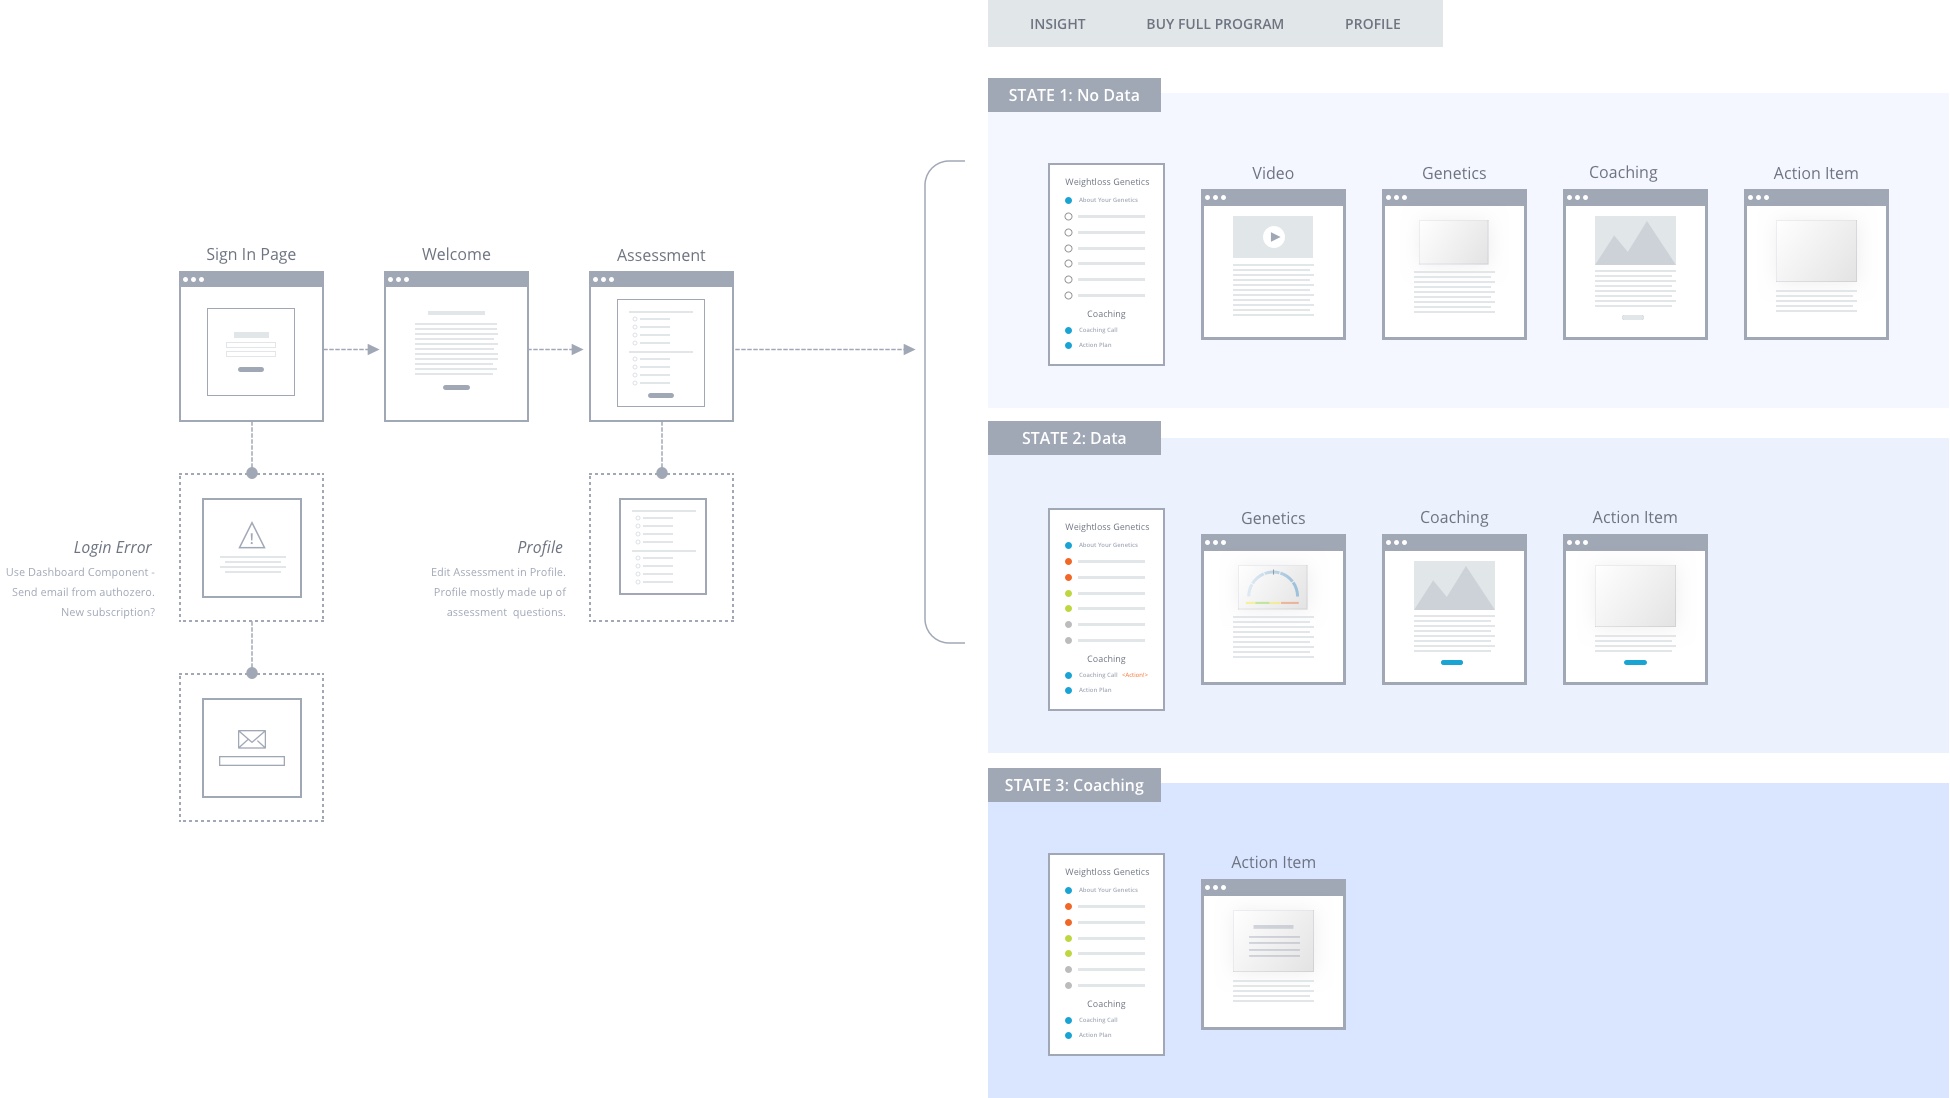 INSIGHT BUY FULL PROGRAM PROFILE
Sign In Page
Welcome
Assessment
Login Error
Use Dashboard Component -
Send email from authozero.
New subscription?
Profile
Edit Assessment in Profile.
Profile mostly made up of
assessment questions.
STATE 1: No Data
Weightloss Genetics
About Your Genetics
Coaching
Coaching Call
Action Plan
Video
Genetics
Coaching
Action Item
STATE 2: Data
Weightloss Genetics
About Your Genetics
Coaching
Coaching Call <Action!>
Action Plan
Genetics
Coaching
Action Item
STATE 3: Coaching
Weightloss Genetics
About Your Genetics
Coaching
Coaching Call
Action Plan
Action Item